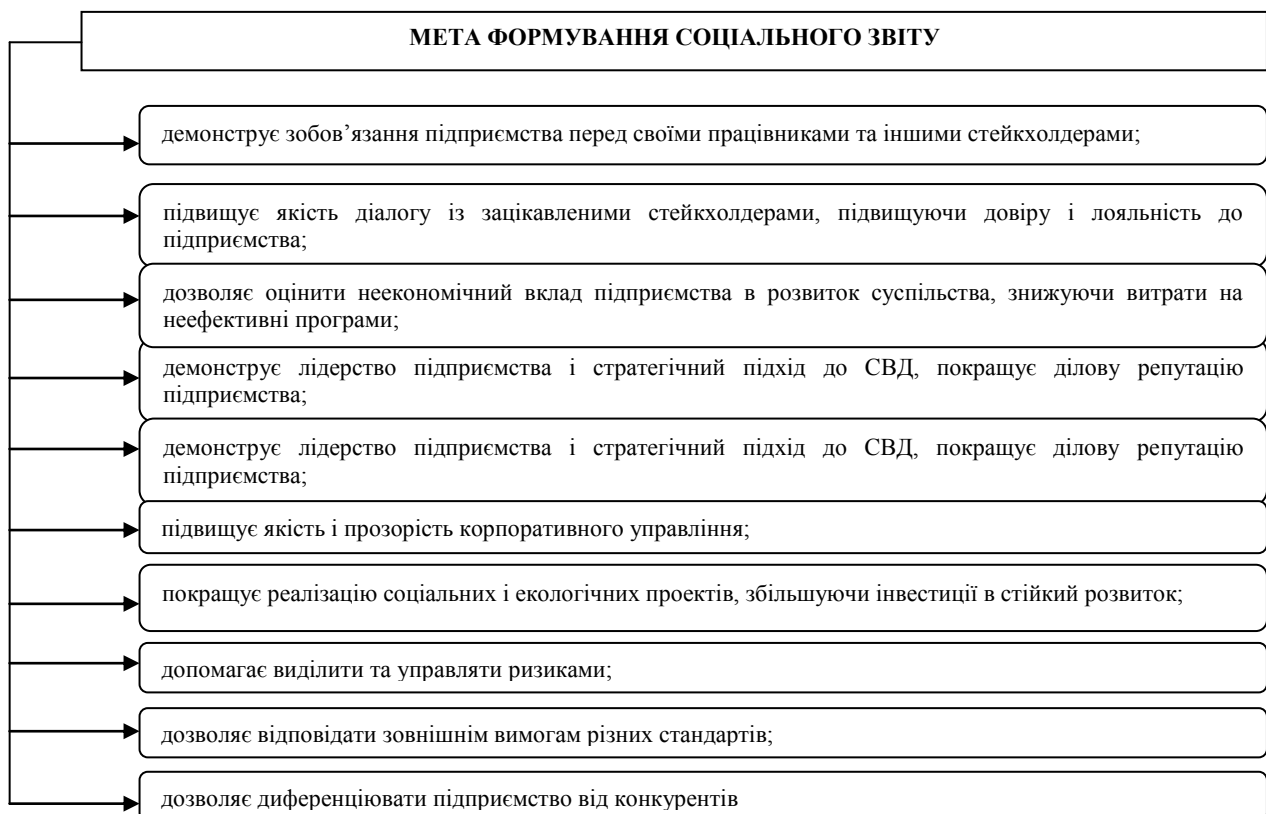 МЕТА ФОРМУВАННЯ СОЦІАЛЬНОГО ЗВІТУ
демонструє зобов’язання підприємства перед своїми працівниками та іншими стейкхолдерами;
підвищує якість діалогу із зацікавленими стейкхолдерами, підвищуючи довіру і лояльність до
підприємства;
дозволяє оцінити неекономічний вклад підприємства в розвиток суспільства, знижуючи витрати на
неефективні програми;
демонструє лідерство підприємства і стратегічний підхід до СВД, покращує ділову репутацію
підприємства;
демонструє лідерство підприємства і стратегічний підхід до СВД, покращує ділову репутацію
підприємства;
підвищує якість і прозорість корпоративного управління;
покращує реалізацію соціальних і екологічних проектів, збільшуючи інвестиції в стійкий розвиток;
допомагає виділити та управляти ризиками;
дозволяє відповідати зовнішнім вимогам різних стандартів;
дозволяє диференціювати підприємство від конкурентів